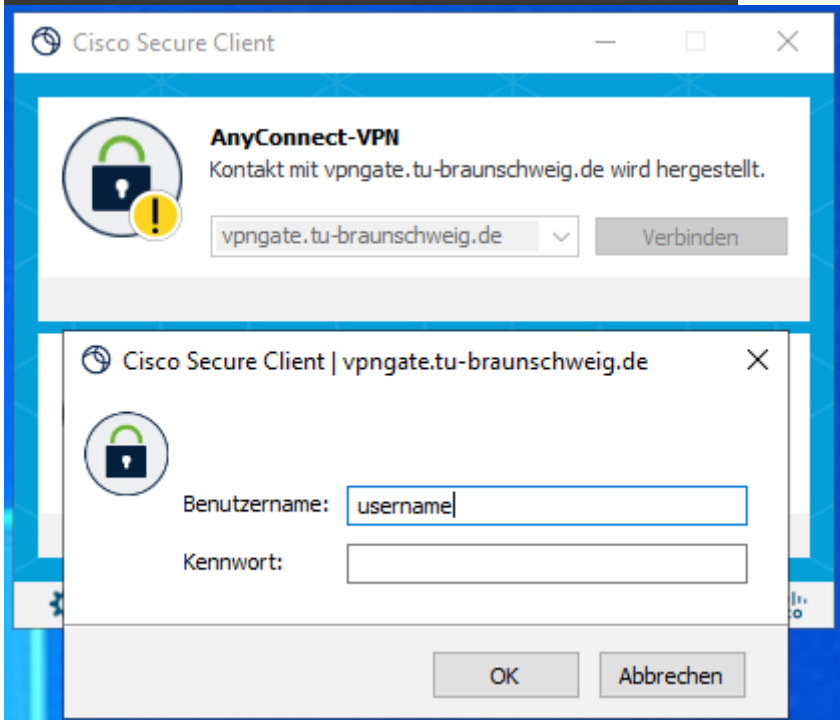 Cisco Secure Client
AnyConnect-VPN
Kontakt mit vpngate.tu-braunschweig.de wird hergestellt.
vpngate.tu-braunschweig.de
Verbinden
Cisco Secure Client | vpngate.tu-braunschweig.de
Benutzername:
username
Kennwort:
OK
Abbrechen